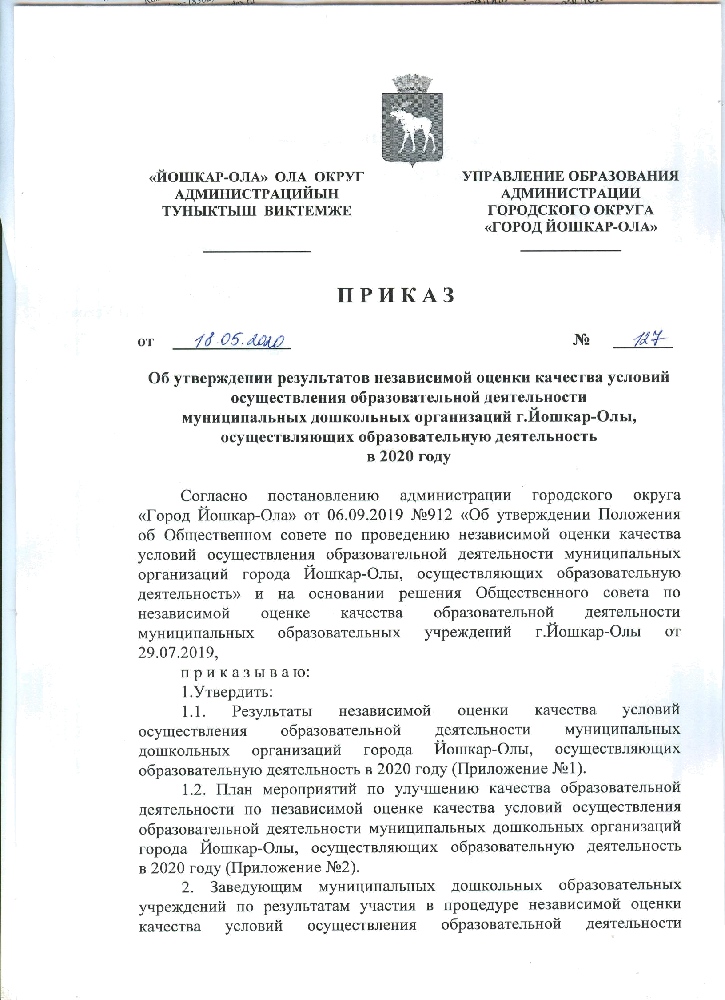 «ЙОШКАР-ОЛА» ОЛА ОКРУГ
АДМИНИСТРАЦИЙЫН
ТУНЫКТЫШ ВИКТЕМЖЕ
УПРАВЛЕНИЕ ОБРАЗОВАНИЯ
АДМИНИСТРАЦИИ
ГОРОДСКОГО ОКРУГА
«ГОРОД ЙОШКАР-ОЛА»
П Р И К А З
от 18.05.2020 № 127
Об утверждении результатов независимой оценки качества условий
осуществления образовательной деятельности
муниципальных дошкольных организаций г.Йошкар-Олы,
осуществляющих образовательную деятельность
в 2020 году
Согласно постановлению администрации городского округа
«Город Йошкар-Ола» от 06.09.2019 №912 «Об утверждении Положения
об Общественном совете по проведению независимой оценки качества
условий осуществления образовательной деятельности муниципальных
организаций города Йошкар-Олы, осуществляющих образовательную
деятельность» и на основании решения Общественного совета по
независимой оценке качества образовательной деятельности
муниципальных образовательных учреждений г.Йошкар-Олы от
29.07.2019,
п р и к а з ы в а ю:
1.Утвердить:
1.1. Результаты независимой оценки качества условий
осуществления образовательной деятельности муниципальных
дошкольных организаций города Йошкар-Олы, осуществляющих
образовательную деятельность в 2020 году (Приложение №1).
1.2. План мероприятий по улучшению качества образовательной
деятельности по независимой оценке качества условий осуществления
образовательной деятельности муниципальных дошкольных организаций
города Йошкар-Олы, осуществляющих образовательную деятельность
в 2020 году (Приложение №2).
2. Заведующим муниципальных дошкольных образовательных
учреждений по результатам участия в процедуре независимой оценки
качества условий осуществления образовательной деятельности